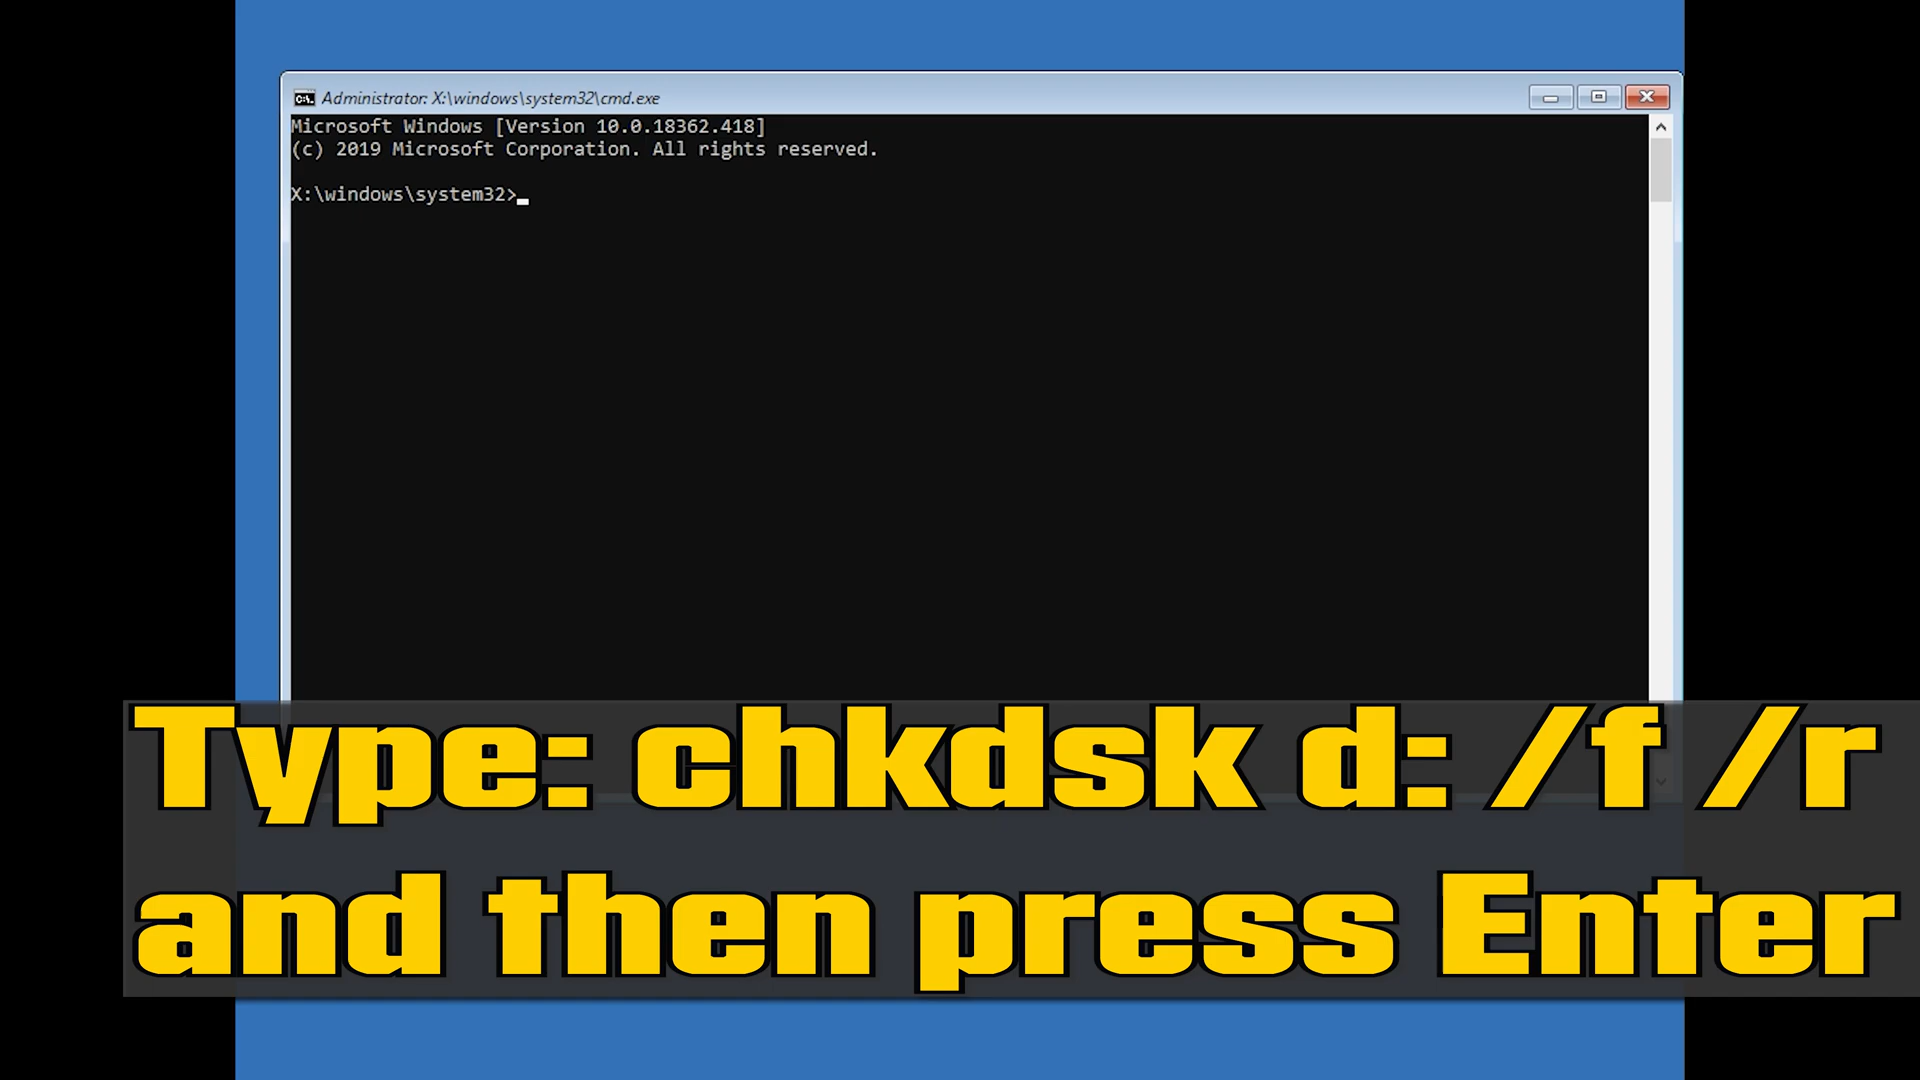 Administrator: X:\windows\system32\cmd.exe
Microsoft Windows [Version 10.0.18362.418]
(c) 2019 Microsoft Corporation. All rights reserved.
X:\windows\system32>
Type: chkdsk d: /f /r
and then press Enter